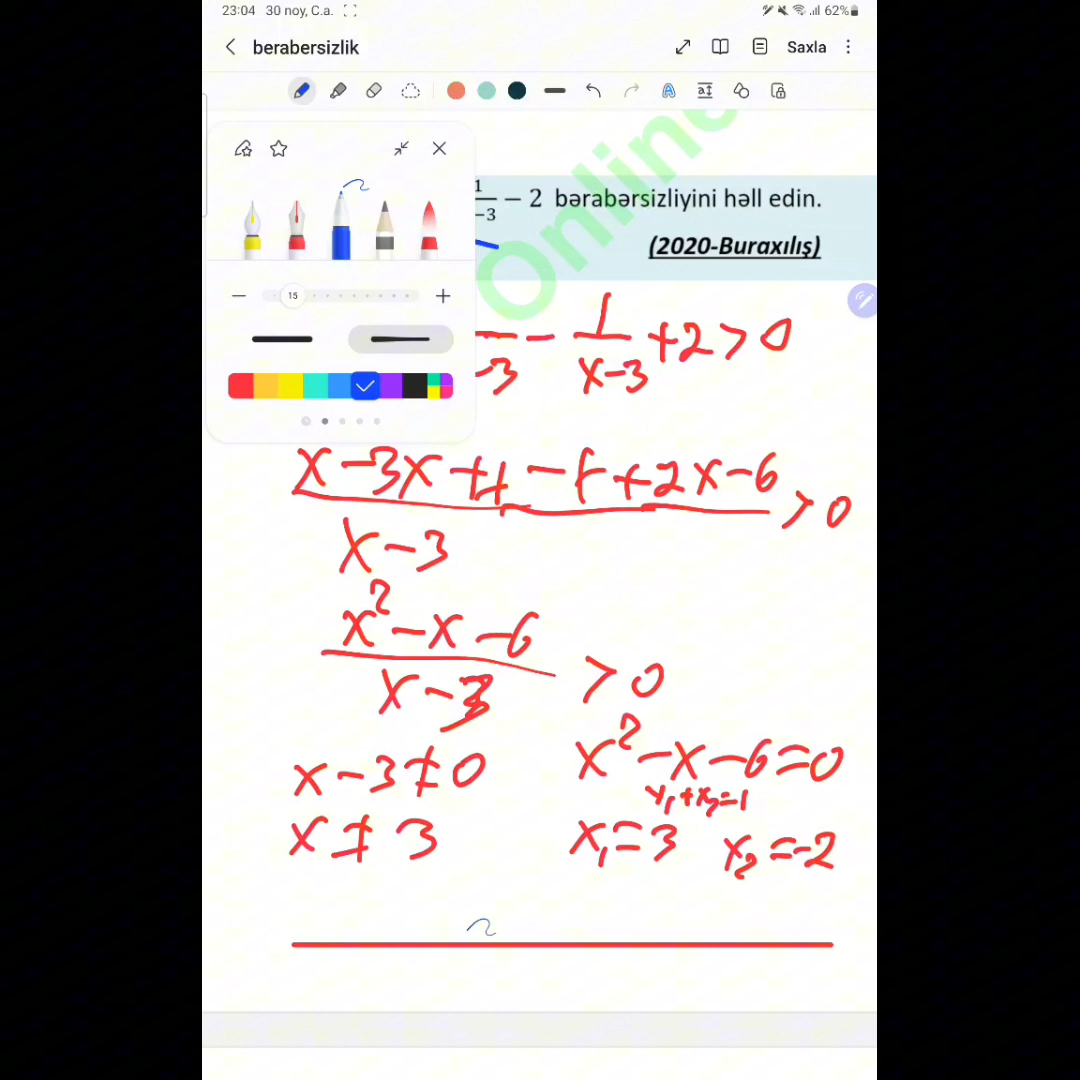 23:04 30 noy, C.a. 62%
berabersizlik Saxla
Online
1/-3 − 2 bərabərsizliyini həll edin.
(2020-Buraxılış)
15
-3 − 1/x-3 +2>0
x-3x+1-1+2x-6 >0
x-3
x²-x-6 >0
x-3
x-3≠0 x²-x-6=0
x₁+x₂=1
x≠3 x₁=3 x₂=-2